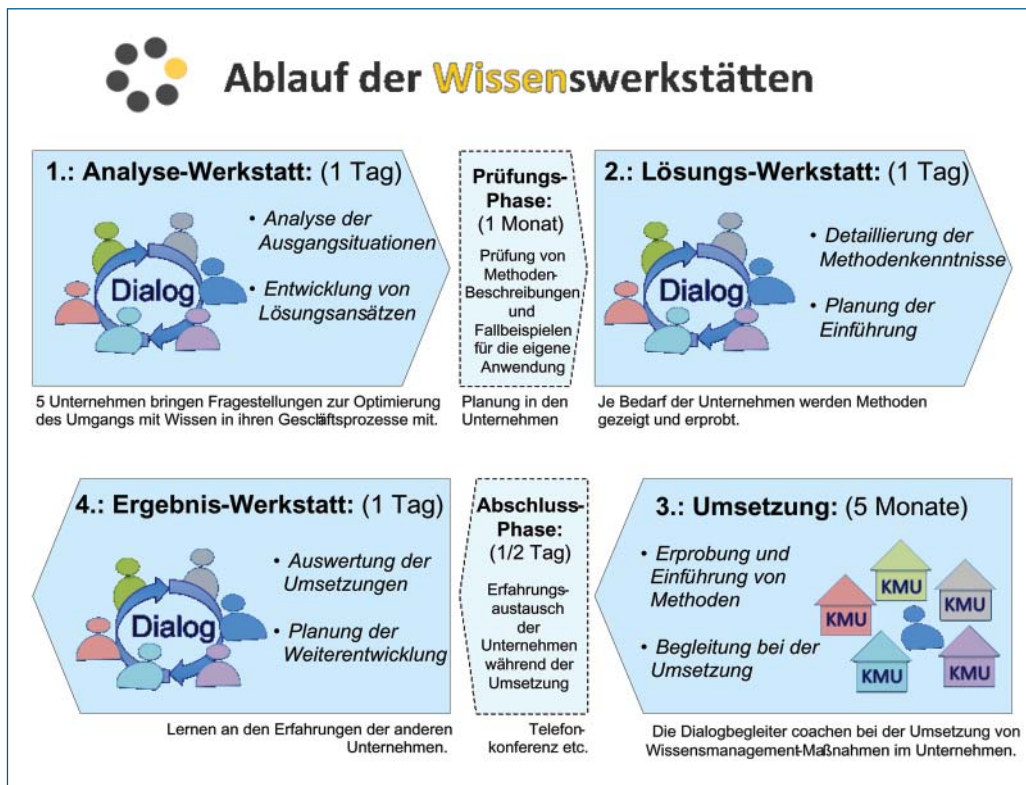 Ablauf der Wissenswerkstätten
1.: Analyse-Werkstatt: (1 Tag)
• Analyse der
Ausgangsituationen
• Entwicklung von
Lösungsansätzen
Dialog
5 Unternehmen bringen Fragestellungen zur Optimierung
des Umgangs mit Wissen in ihren Geschäftsprozesse mit.
Prüfungs-
Phase:
(1 Monat)
Prüfung von
Methoden-
Beschreibungen
und
Fallbeispielen
für die eigene
Anwendung
Planung in den
Unternehmen
2.: Lösungs-Werkstatt: (1 Tag)
Dialog
• Detaillierung der
Methodenkenntnisse
• Planung der
Einführung
Je Bedarf der Unternehmen werden Methoden
gezeigt und erprobt.
4.: Ergebnis-Werkstatt: (1 Tag)
• Auswertung der
Umsetzungen
• Planung der
Weiterentwicklung
Dialog
Lernen an den Erfahrungen der anderen
Unternehmen.
Abschluss-
Phase:
(1/2 Tag)
Erfahrungs-
austausch
der
Unternehmen
während der
Umsetzung
Telefon-
konferenz etc.
3.: Umsetzung: (5 Monate)
• Erprobung und
Einführung von
Methoden
• Begleitung bei der
Umsetzung
KMU
KMU
KMU
KMU
KMU
Die Dialogbegleiter coachen bei der Umsetzung von
Wissensmanagement-Maßnahmen im Unternehmen.